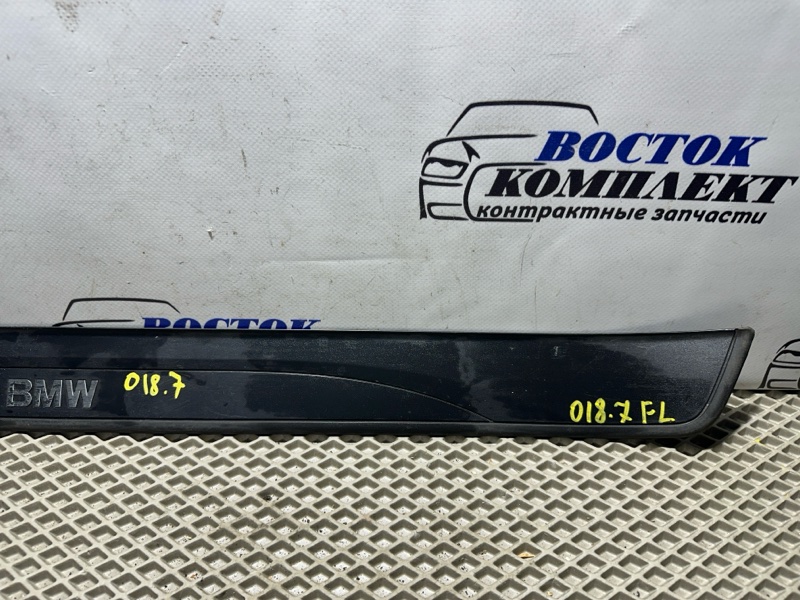 ВОСТОК
КОМПЛЕКТ
контрактные запчасти
ВОСТОК
BMW
018.7
018.7 FL